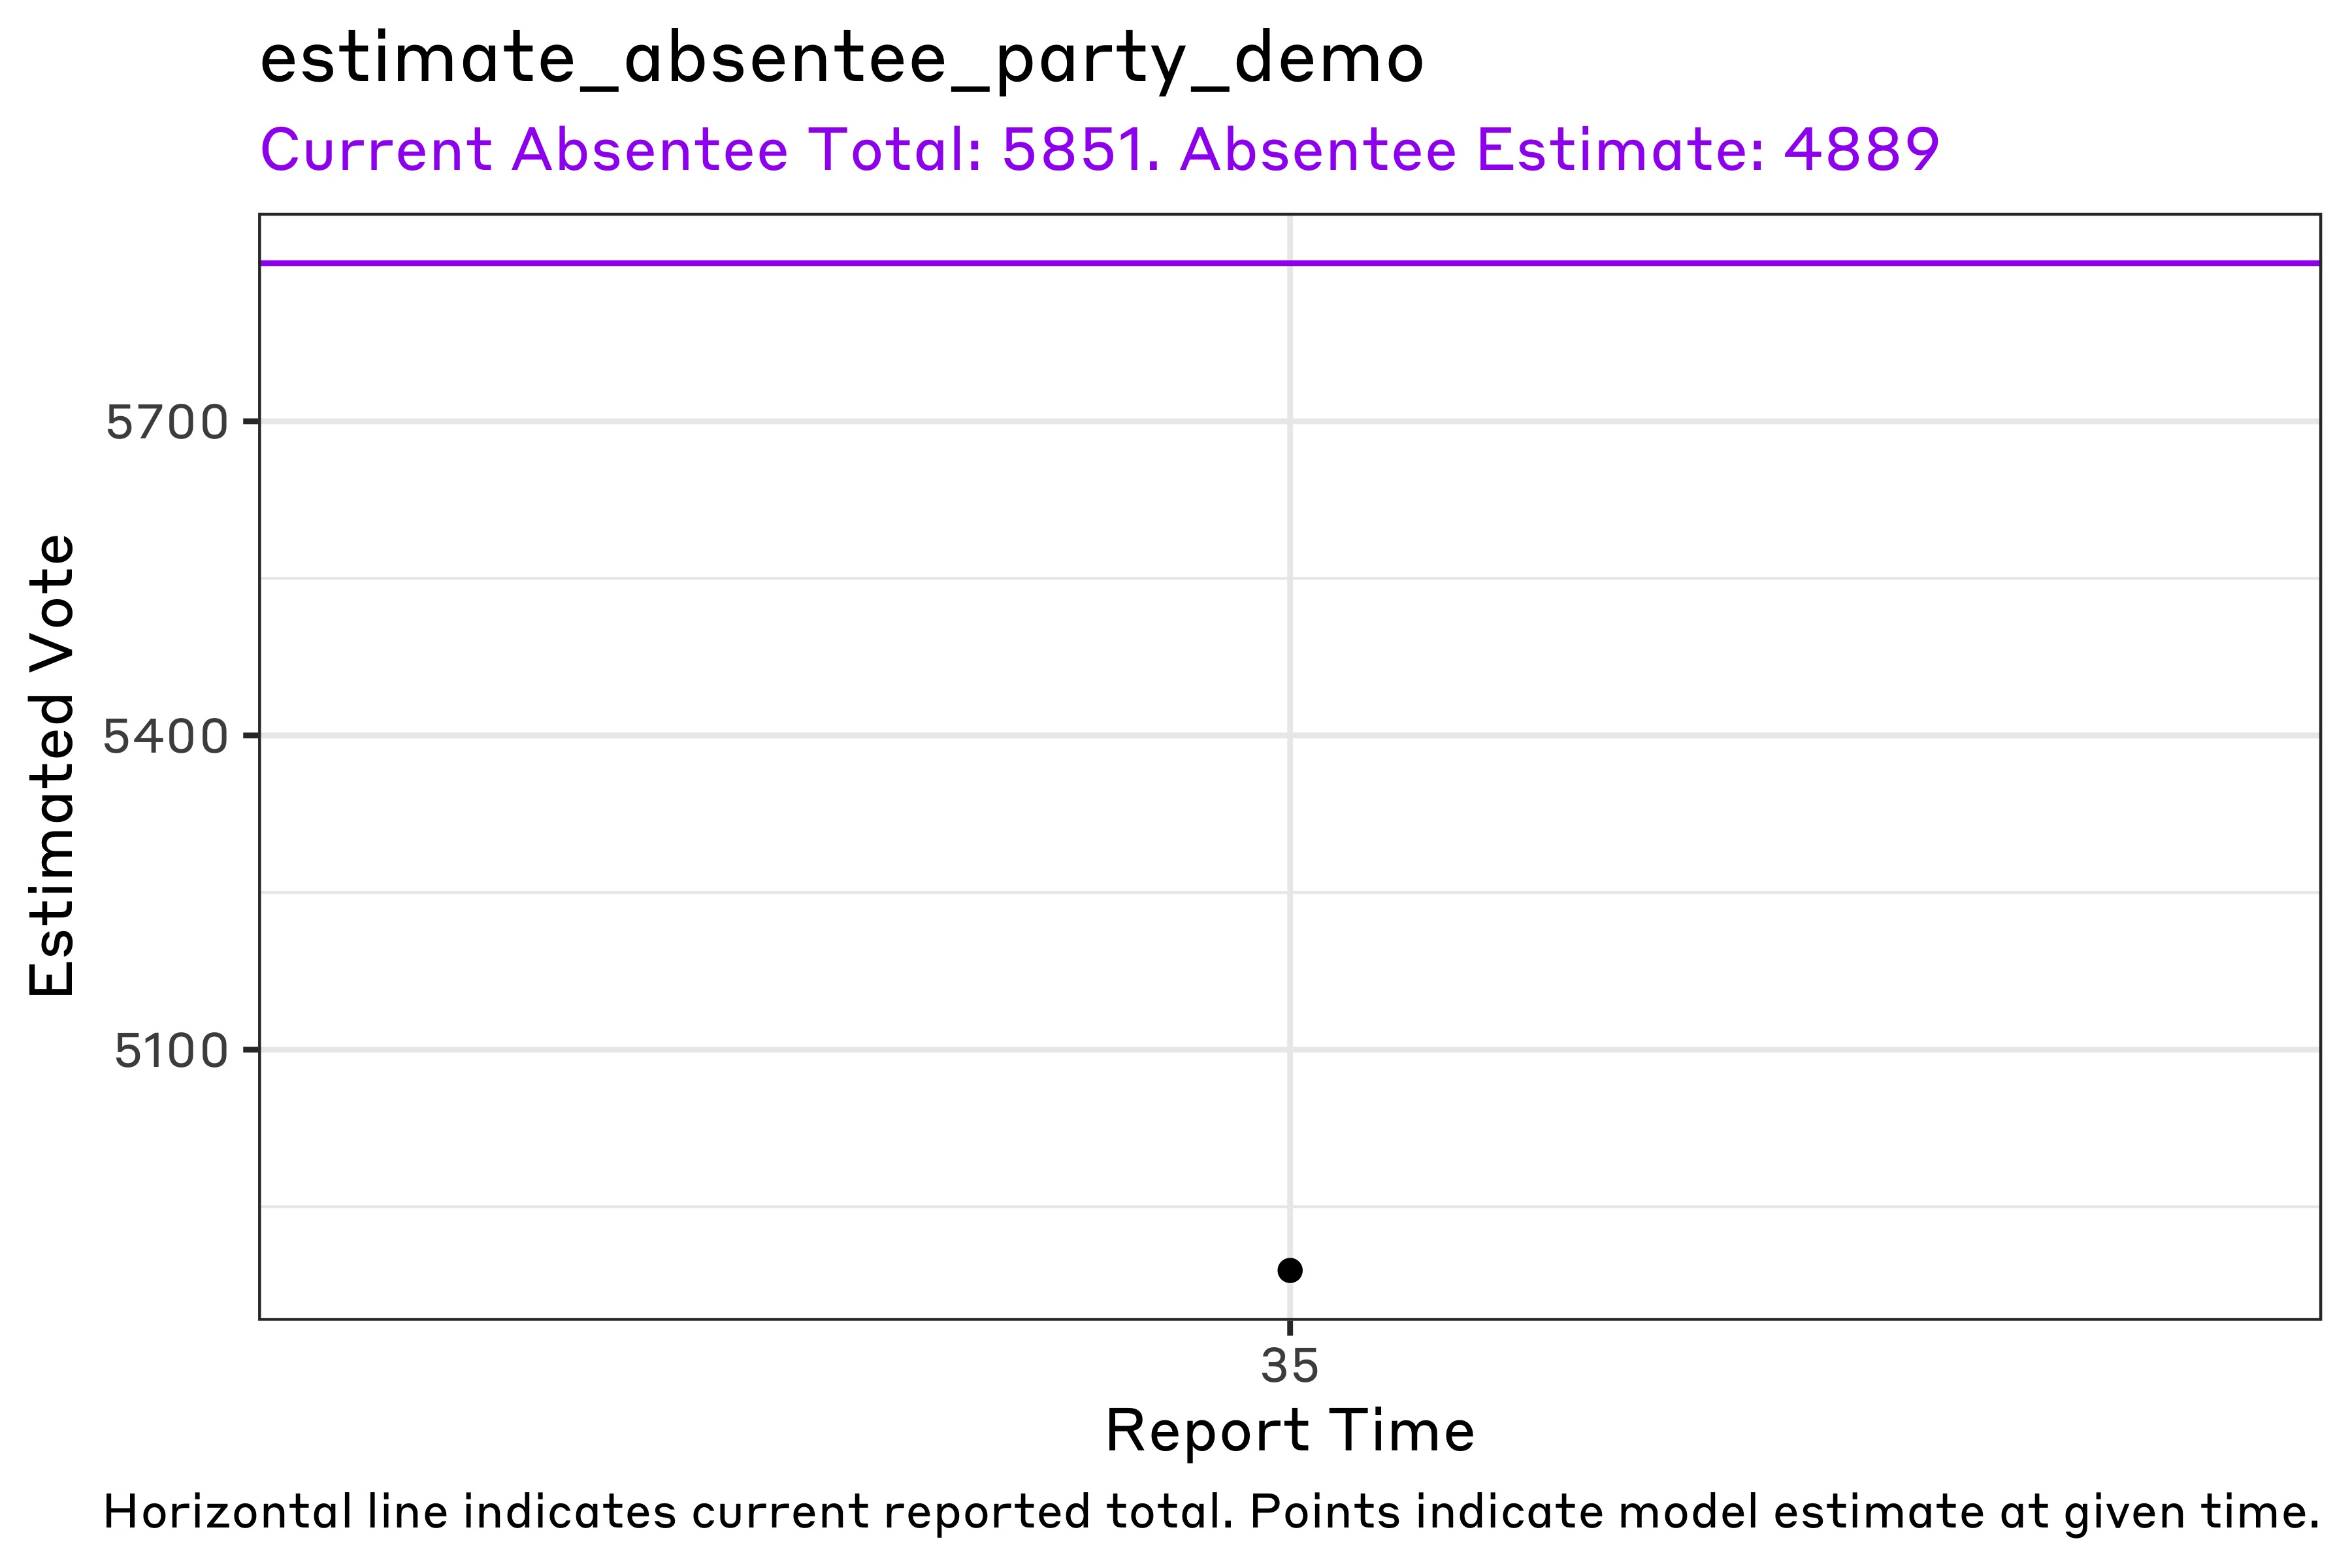 estimate_absentee_party_demo
Current Absentee Total: 5851. Absentee Estimate: 4889
Estimated Vote
5700
5400
5100
35
Report Time
Horizontal line indicates current reported total. Points indicate model estimate at given time.